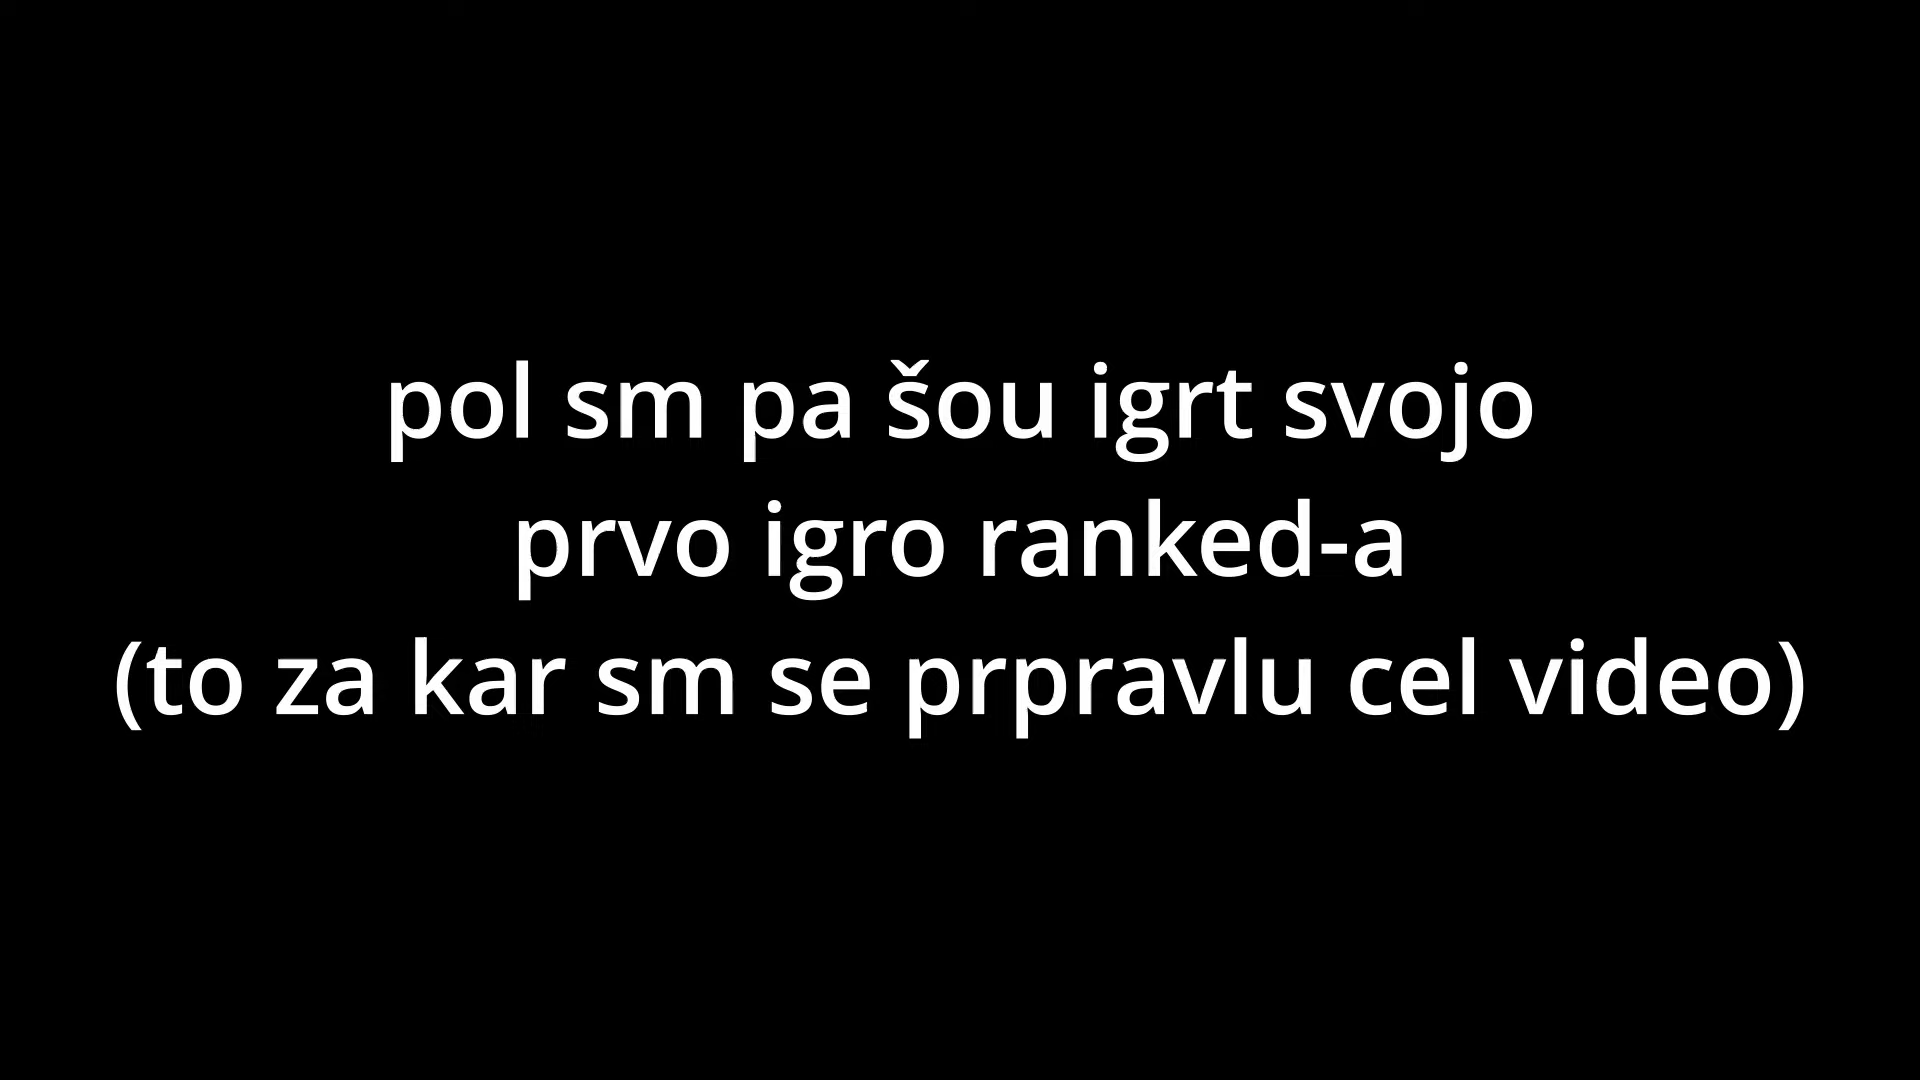 pol sm pa šou igrt svojo
prvo igro ranked-a
(to za kar sm se prpravlu cel video)